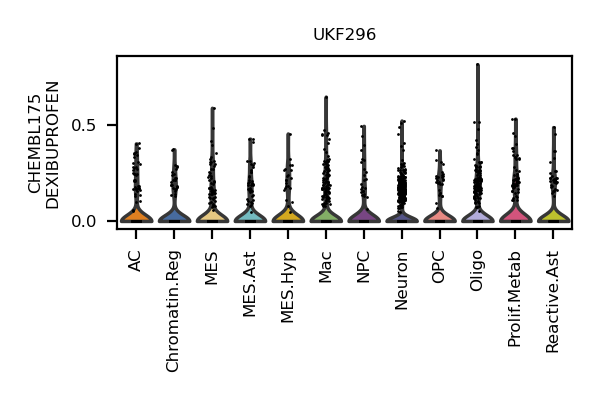 UKF296
CHEMBL175
DEXIBUPROFEN
0.5
0.0
AC
Chromatin.Reg
MES
MES.Ast
MES.Hyp
Mac
NPC
Neuron
OPC
Oligo
Prolif.Metab
Reactive.Ast